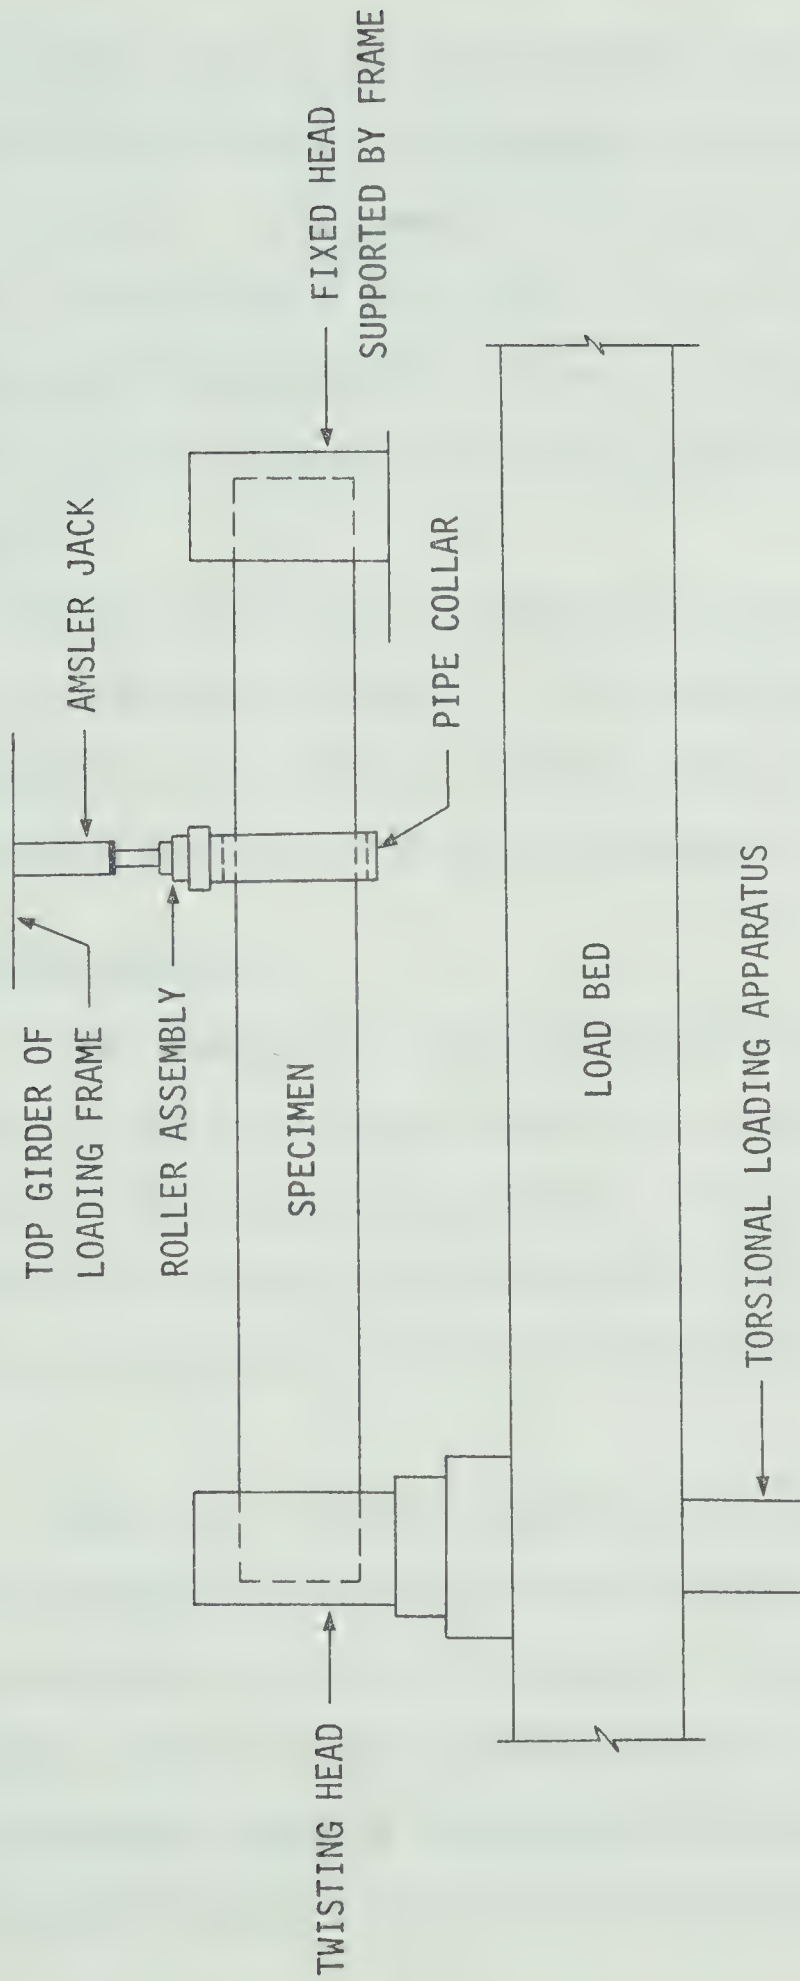 TOP GIRDER OF
LOADING FRAME
AMSLER JACK
ROLLER ASSEMBLY
FIXED HEAD
SUPPORTED BY FRAME
SPECIMEN
TWISTING HEAD
PIPE COLLAR
LOAD BED
TORSIONAL LOADING APPARATUS